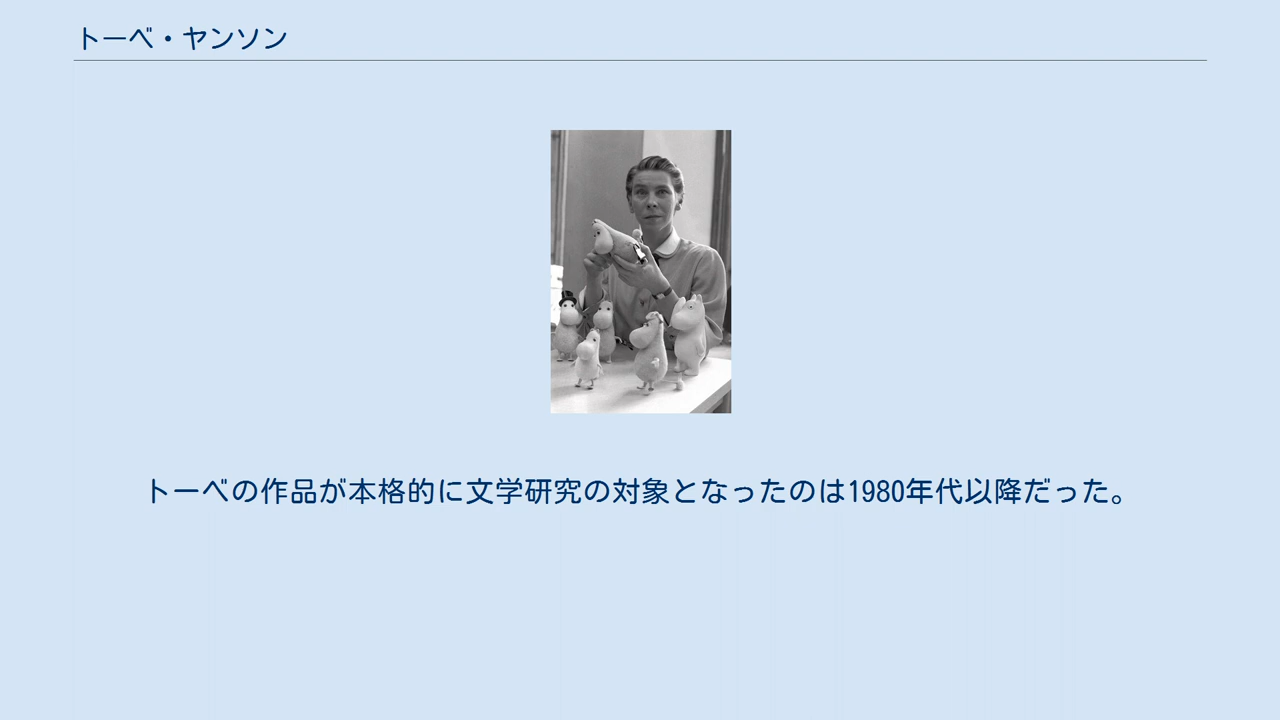 トーベ・ヤンソン
トーベの作品が本格的に文学研究の対象となったのは1980年代以降だった。